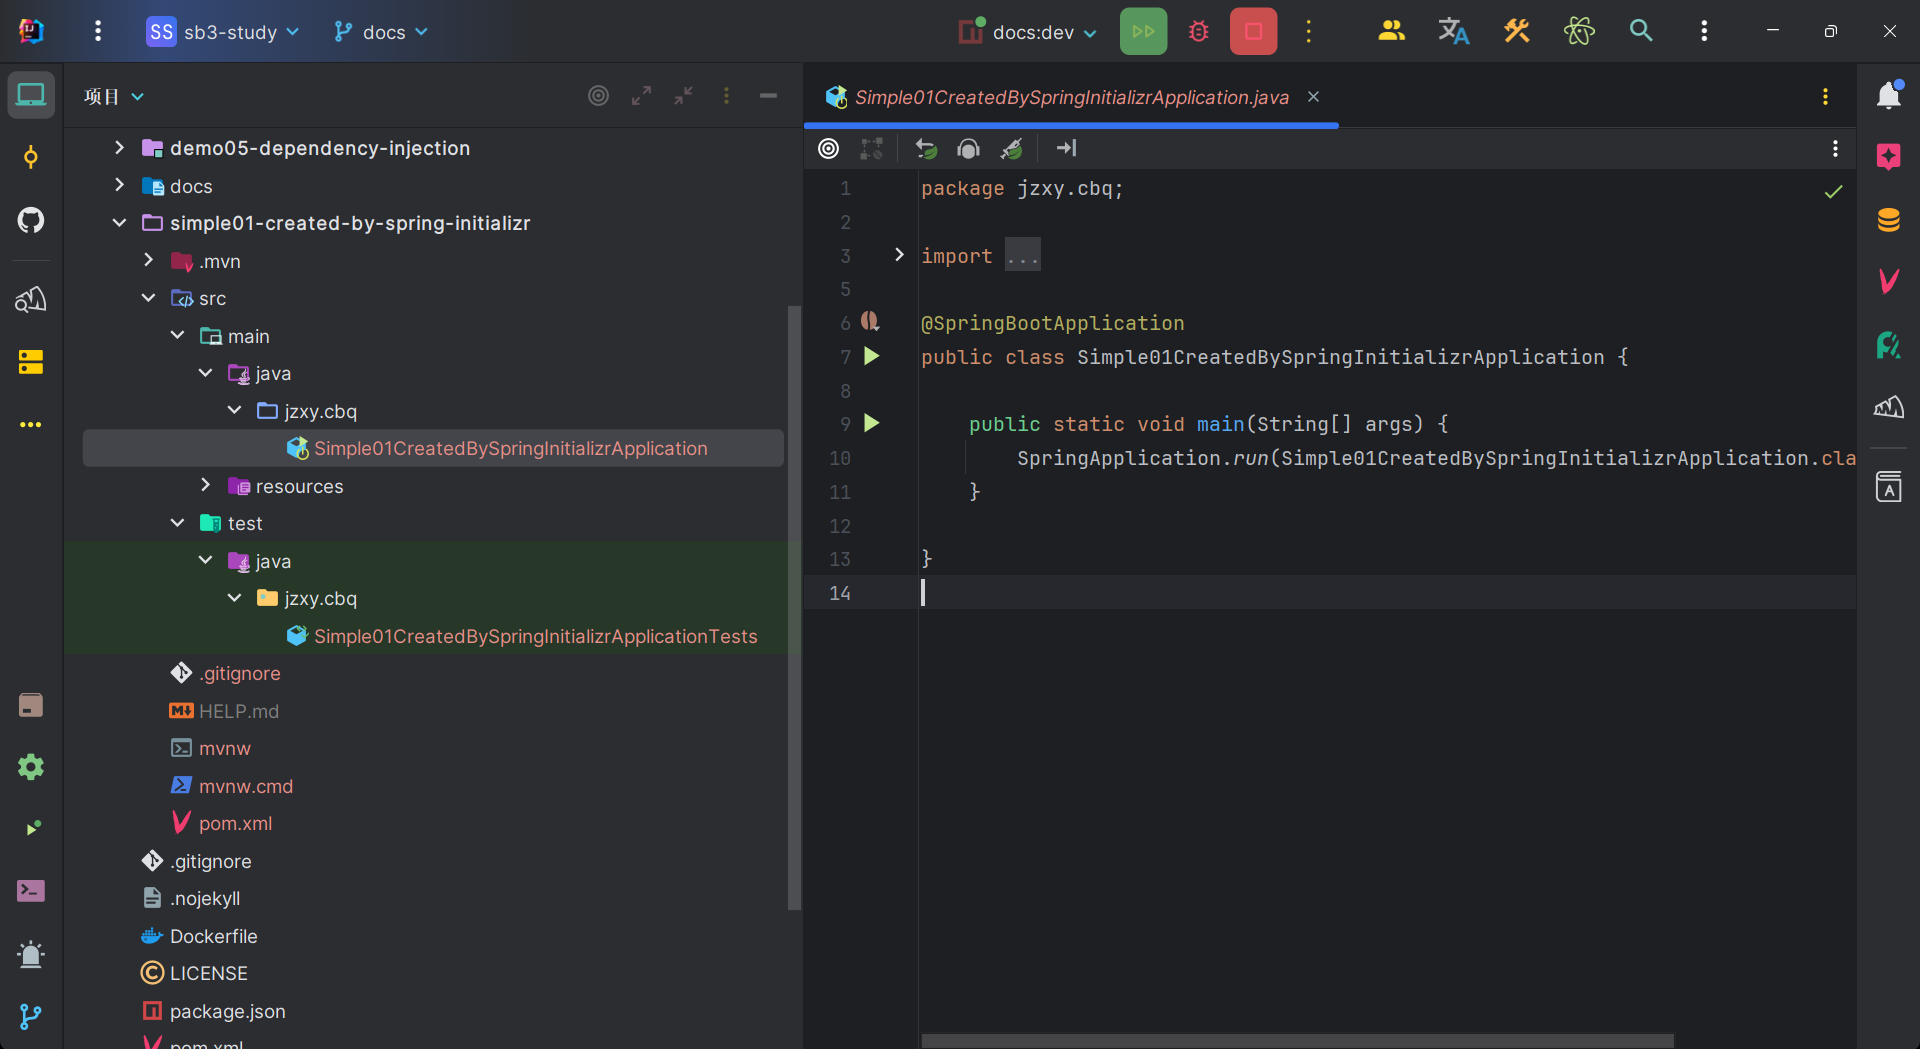 SS sb3-study docs docs:dev
项目
demo05-dependency-injection
docs
simple01-created-by-spring-initializr
.mvn
src
main
java
jzxy.cbq
Simple01CreatedBySpringInitializrApplication
resources
test
java
jzxy.cbq
Simple01CreatedBySpringInitializrApplicationTests
.gitignore
HELP.md
mvnw
mvnw.cmd
pom.xml
.gitignore
.nojekyll
Dockerfile
LICENSE
package.json
pom.xml
Simple01CreatedBySpringInitializrApplication.java
1 package jzxy.cbq;
2
3 import ...
5
6 @SpringBootApplication
7 public class Simple01CreatedBySpringInitializrApplication {
8
9 public static void main(String[] args) {
10 SpringApplication.run(Simple01CreatedBySpringInitializrApplication.cla
11 }
12
13 }
14